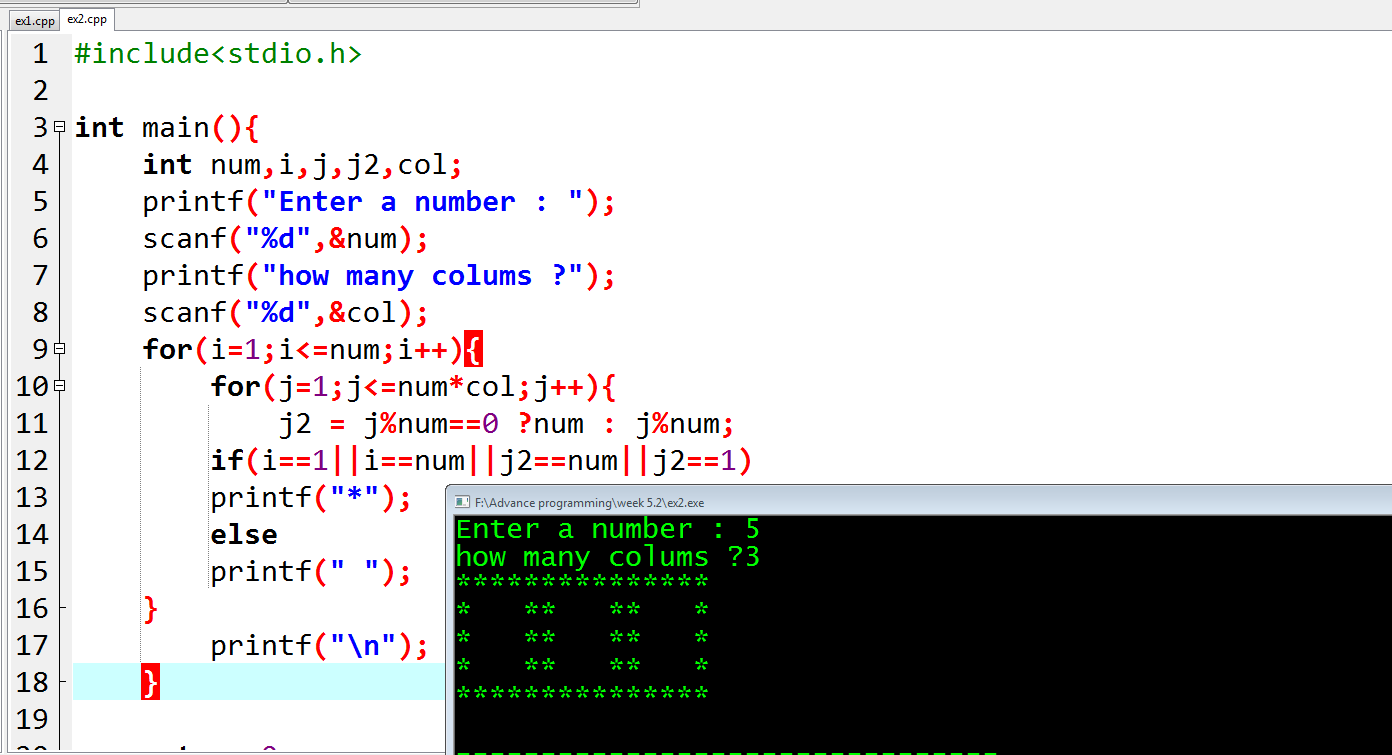 ex1.cpp ex2.cpp
1 #include<stdio.h>
2
3 int main(){
4 int num,i,j,j2,col;
5 printf("Enter a number : ");
6 scanf("%d",&num);
7 printf("how many colums ?");
8 scanf("%d",&col);
9 for(i=1;i<=num;i++){
10 for(j=1;j<=num*col;j++){
11 j2 = j%num==0 ?num : j%num;
12 if(i==1||i==num||j2==num||j2==1)
13 printf("*");
14 else
15 printf(" ");
16 }
17 printf("\n");
18 }
19
F:\Advance programming\week 5.2\ex2.exe
Enter a number : 5
how many colums ?3
***************
*   **   **   *
*   **   **   *
*   **   **   *
***************